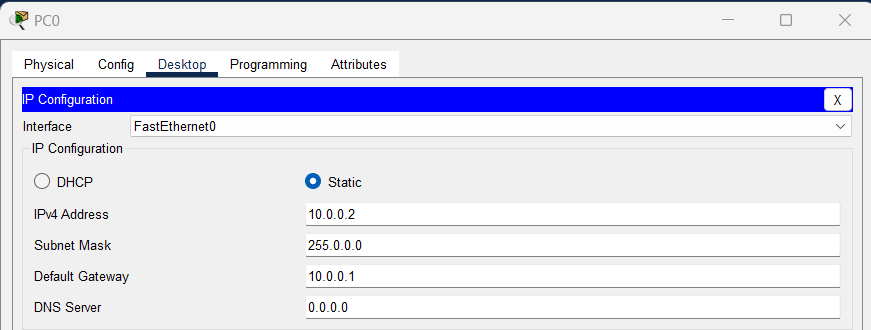 PC0
Physical Config Desktop Programming Attributes
IP Configuration X
Interface FastEthernet0
IP Configuration
DHCP Static
IPv4 Address 10.0.0.2
Subnet Mask 255.0.0.0
Default Gateway 10.0.0.1
DNS Server 0.0.0.0